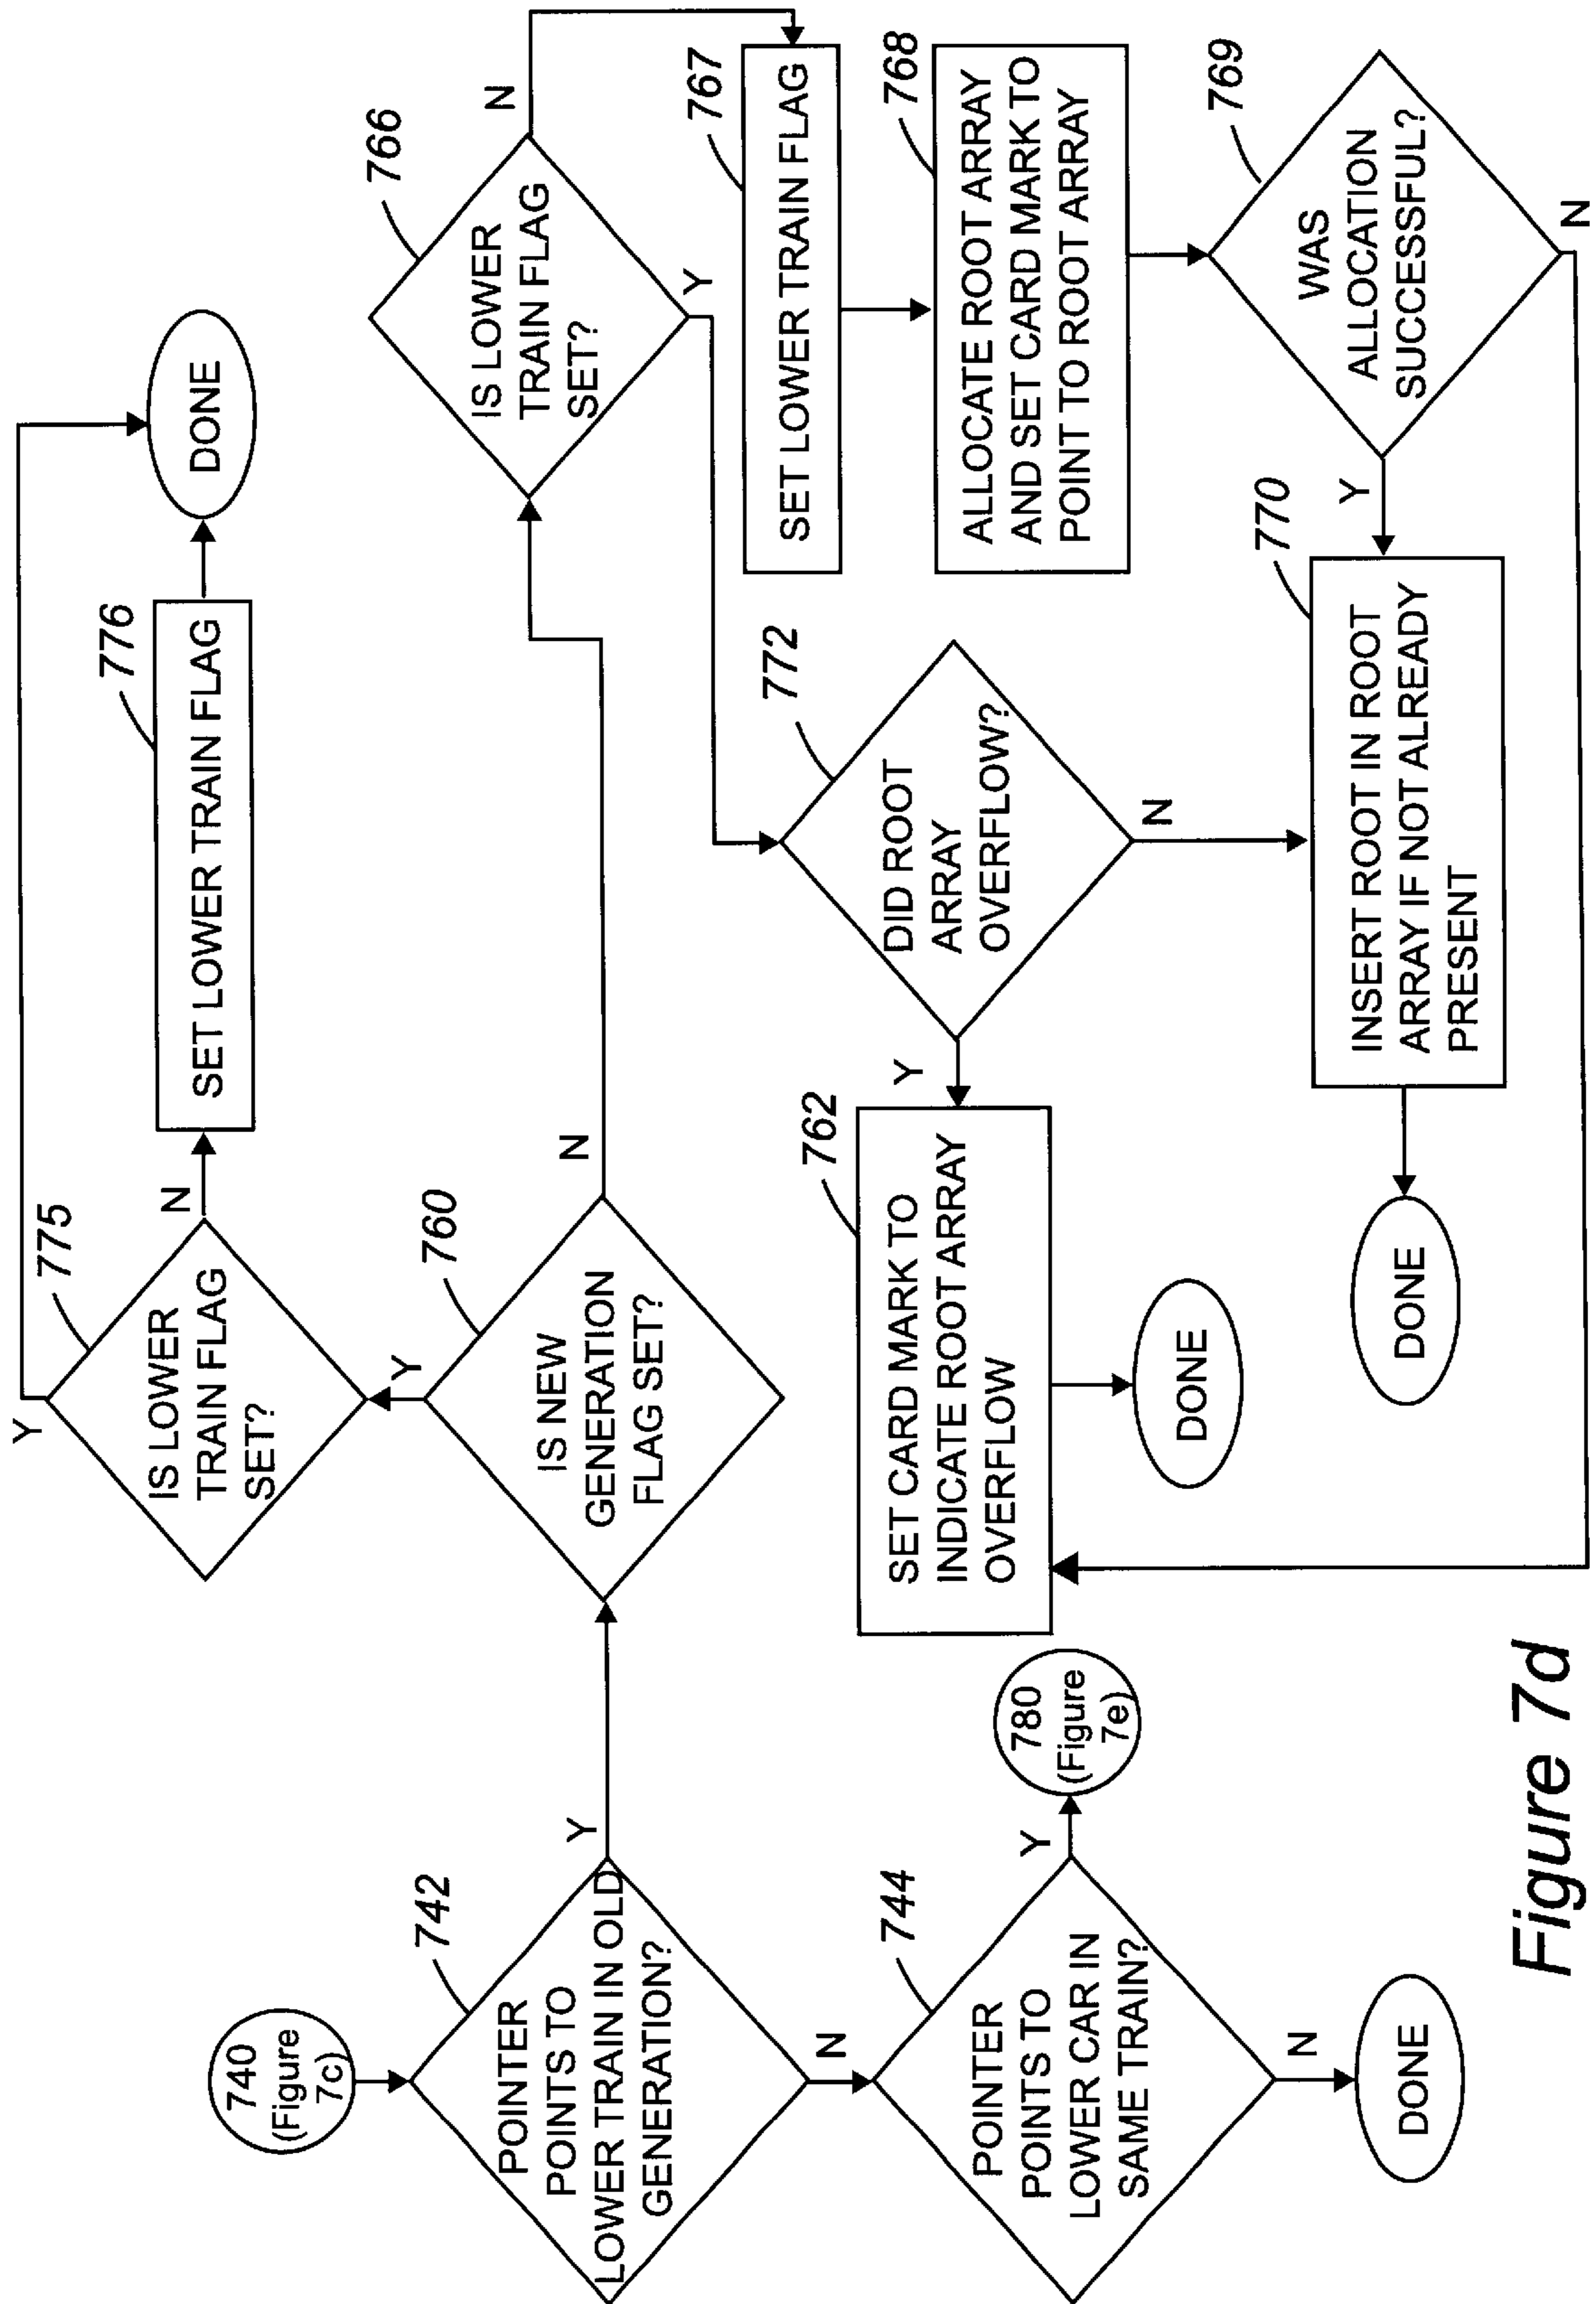 740
(Figure
7c)
742
POINTER
POINTS TO
LOWER TRAIN IN OLD
GENERATION?
Y
N
744
POINTER
POINTS TO
LOWER CAR IN
SAME TRAIN?
Y
780
(Figure
7e)
N
DONE
760
IS NEW
GENERATION
FLAG SET?
Y
N
775
IS LOWER
TRAIN FLAG
SET?
Y
N
776
SET LOWER TRAIN FLAG
DONE
766
IS LOWER
TRAIN FLAG
SET?
N
Y
767
SET LOWER TRAIN FLAG
768
ALLOCATE ROOT ARRAY
AND SET CARD MARK TO
POINT TO ROOT ARRAY
769
WAS
ALLOCATION
SUCCESSFUL?
Y
N
772
DID ROOT
ARRAY
OVERFLOW?
Y
N
762
SET CARD MARK TO
INDICATE ROOT ARRAY
OVERFLOW
DONE
770
INSERT ROOT IN ROOT
ARRAY IF NOT ALREADY
PRESENT
DONE
Figure 7d